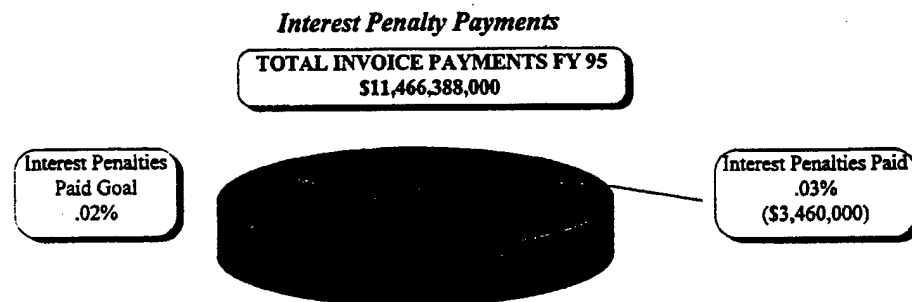 Interest Penalty Payments
TOTAL INVOICE PAYMENTS FY 95
$11,466,388,000
Interest Penalties
Paid Goal
.02%
Interest Penalties Paid
.03%
($3,460,000)